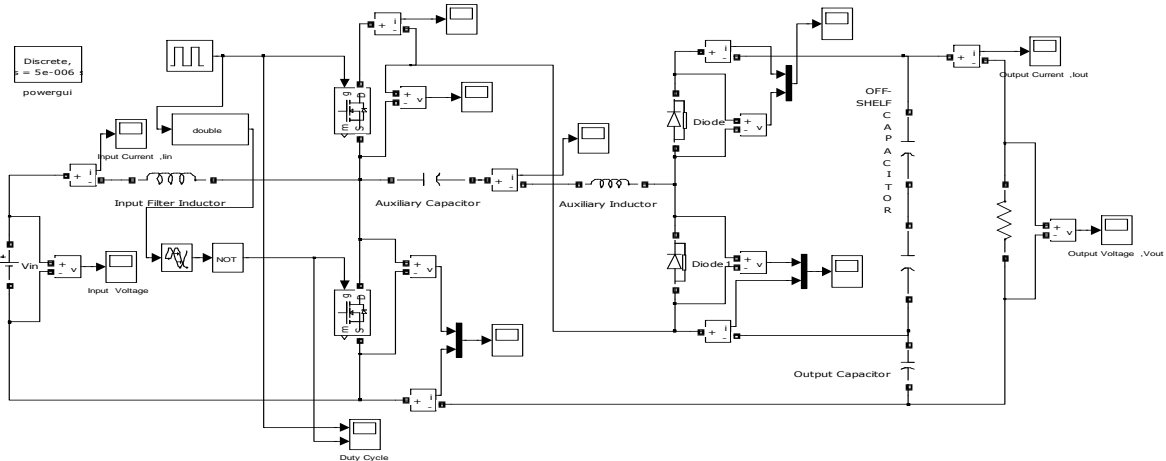 Discrete,
s = 5e-006 s
powergui
double
Input Current ,Iin
Input Filter Inductor
Vin
Input Voltage
NOT
Auxiliary Capacitor
Auxiliary Inductor
Diode
Diode1
OFF-
SHELF
C
A
P
A
C
I
T
O
R
Output Capacitor
Output Current ,Iout
Output Voltage ,Vout
Duty Cycle
g
D
m
S
g
D
m
S
+
-
i
+
-
v